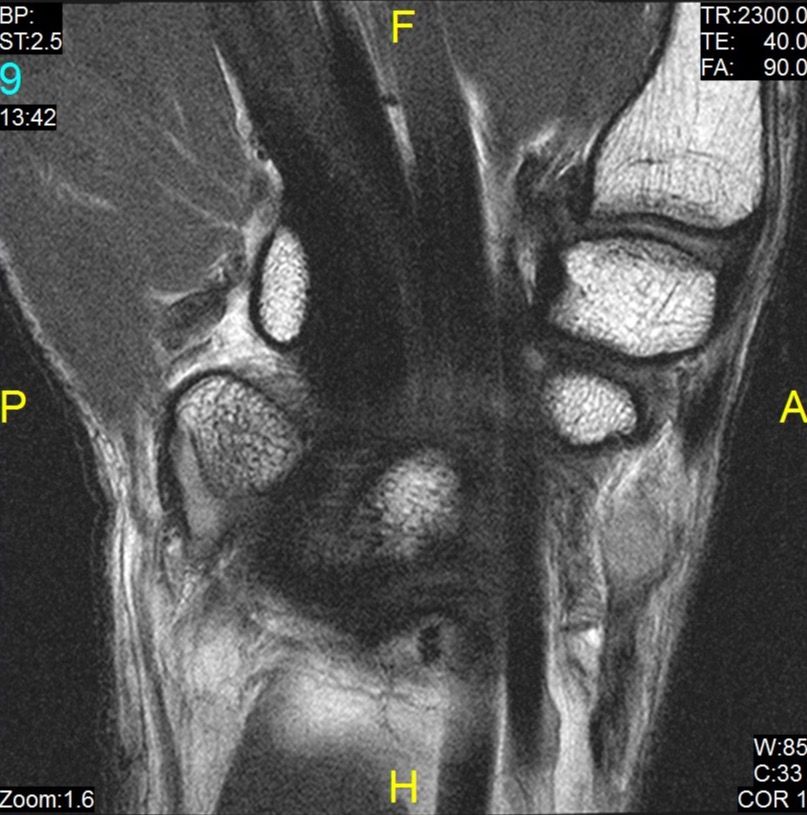 BP:
ST:2.5
9
13:42
F
TR:2300.0
TE: 40.0
FA: 90.0
P
A
Zoom:1.6
H
W:85
C:33
COR 1